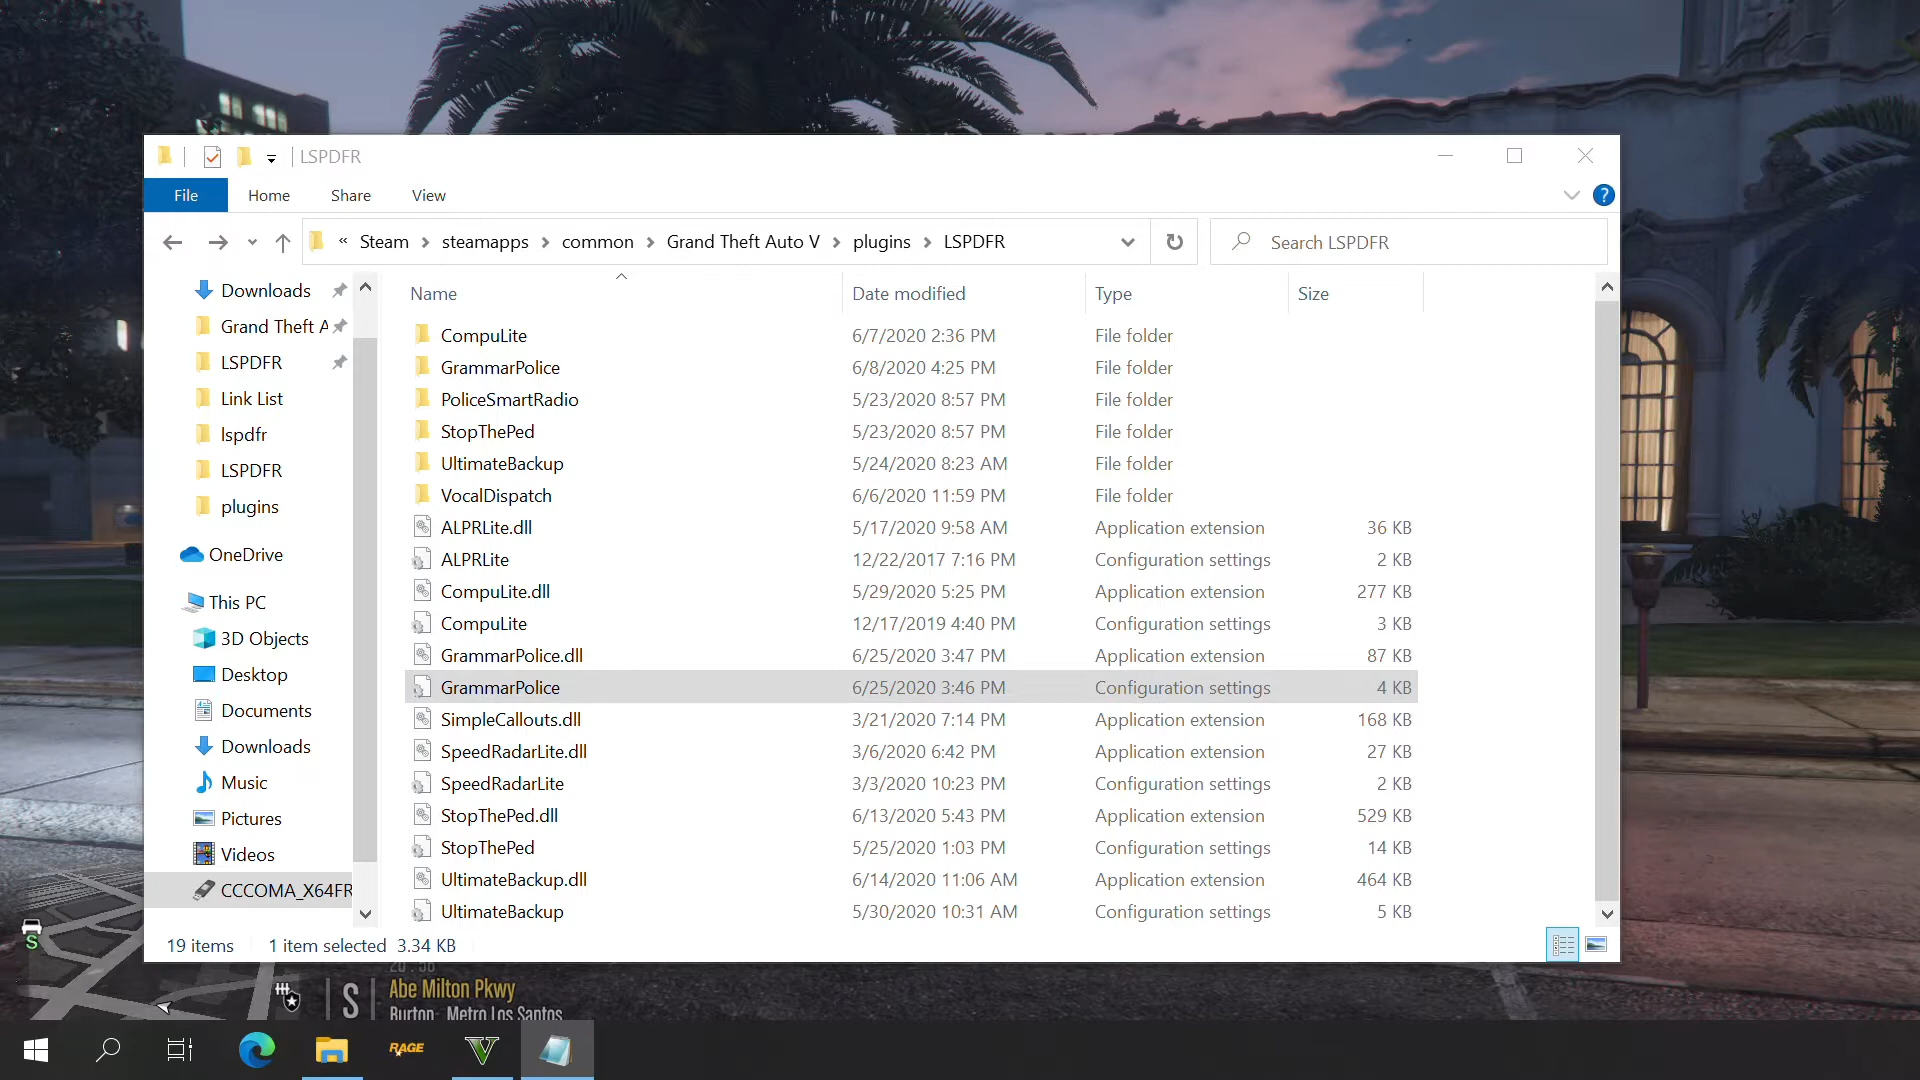 LSPDFR
File Home Share View ?
« Steam > steamapps > common > Grand Theft Auto V > plugins > LSPDFR Search LSPDFR
Downloads
Grand Theft A
LSPDFR
Link List
lspdfr
LSPDFR
plugins
OneDrive
This PC
3D Objects
Desktop
Documents
Downloads
Music
Pictures
Videos
CCCOMA_X64FR
Name Date modified Type Size
CompuLite 6/7/2020 2:36 PM File folder
GrammarPolice 6/8/2020 4:25 PM File folder
PoliceSmartRadio 5/23/2020 8:57 PM File folder
StopThePed 5/23/2020 8:57 PM File folder
UltimateBackup 5/24/2020 8:23 AM File folder
VocalDispatch 6/6/2020 11:59 PM File folder
ALPRLite.dll 5/17/2020 9:58 AM Application extension 36 KB
ALPRLite 12/22/2017 7:16 PM Configuration settings 2 KB
CompuLite.dll 5/29/2020 5:25 PM Application extension 277 KB
CompuLite 12/17/2019 4:40 PM Configuration settings 3 KB
GrammarPolice.dll 6/25/2020 3:47 PM Application extension 87 KB
GrammarPolice 6/25/2020 3:46 PM Configuration settings 4 KB
SimpleCallouts.dll 3/21/2020 7:14 PM Application extension 168 KB
SpeedRadarLite.dll 3/6/2020 6:42 PM Application extension 27 KB
SpeedRadarLite 3/3/2020 10:23 PM Configuration settings 2 KB
StopThePed.dll 6/13/2020 5:43 PM Application extension 529 KB
StopThePed 5/25/2020 1:03 PM Configuration settings 14 KB
UltimateBackup.dll 6/14/2020 11:06 AM Application extension 464 KB
UltimateBackup 5/30/2020 10:31 AM Configuration settings 5 KB
19 items 1 item selected 3.34 KB
S
S
Abe Milton Pkwy
Burton Metro Los Santos
RAGE
V